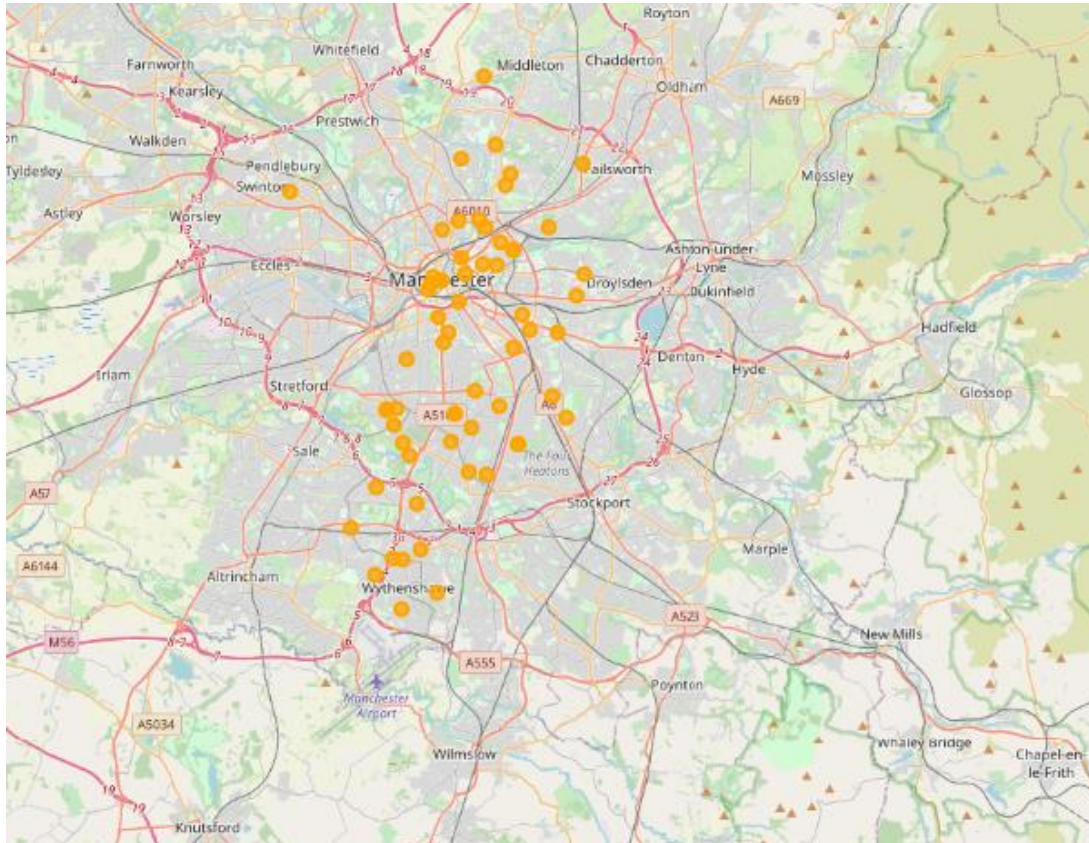 Royton
Whitefield
Middleton
Chadderton
Farnworth
Kearsley
Oldham
A669
Prestwich
Walkden
Pendlebury
ailsworth
Tyldesley
Swinton
Mossley
Astley
Worsley
A6010
Eccles
Ashton-under-
Lyne
Manchester
Droylsden
Dukinfield
Hadfield
Denton
Irlam
Hyde
Stretford
Glossop
Sale
The Four
Heatons
A57
Stockport
Marple
A6144
Altrincham
Wythenshawe
A523
M56
New Mills
A555
Manchester
Airport
Poynton
A5034
Wilmslow
Whaley Bridge
Chapel-en-
le-Frith
Knutsford